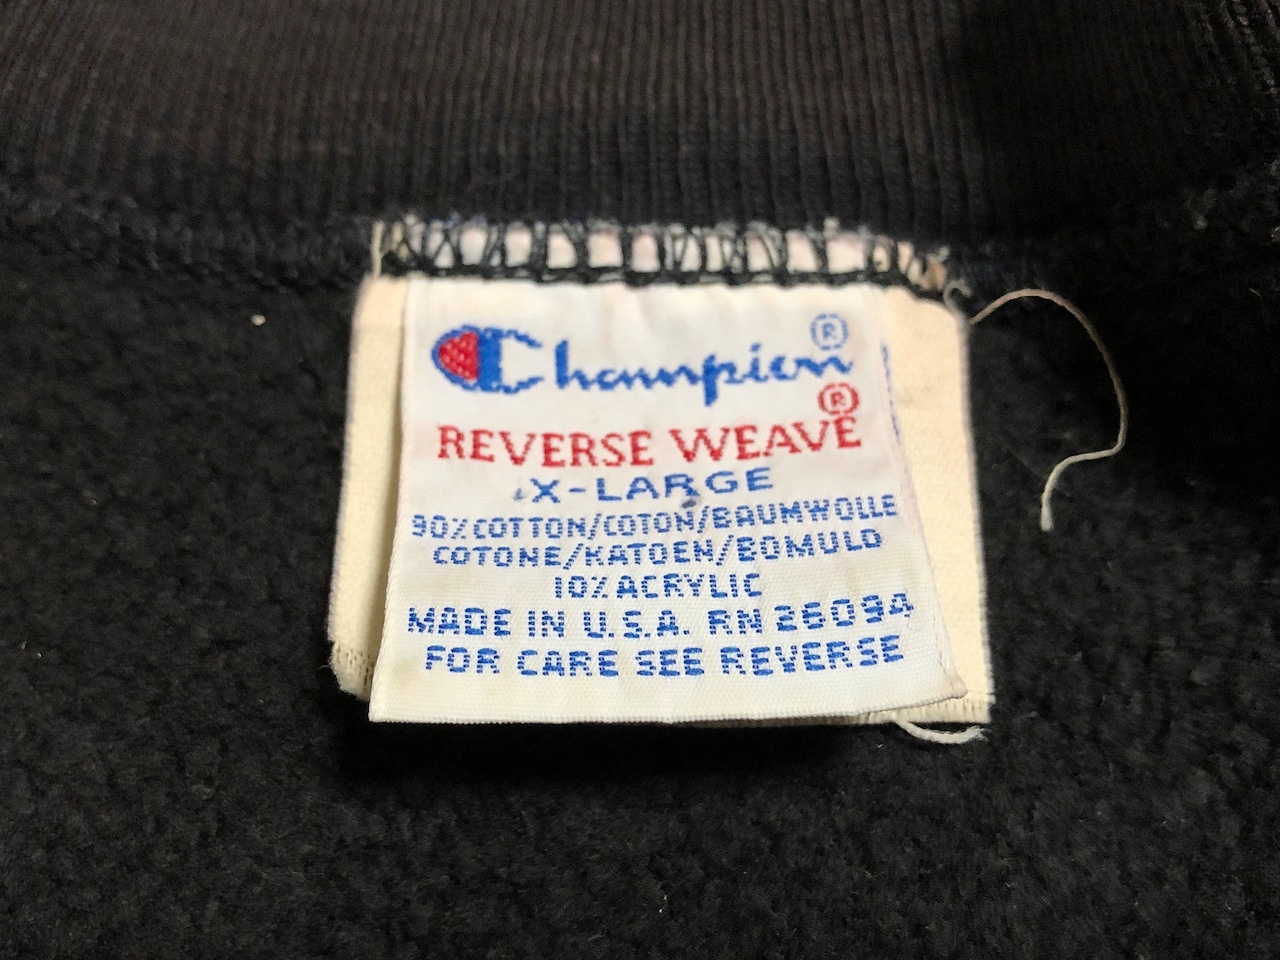 Champion®
REVERSE WEAVE®
X-LARGE
90% COTTON/COTON/BAUMWOLLE
COTONE/KATOEN/BOMULD
10% ACRYLIC
MADE IN U.S.A. RN 26094
FOR CARE SEE REVERSE